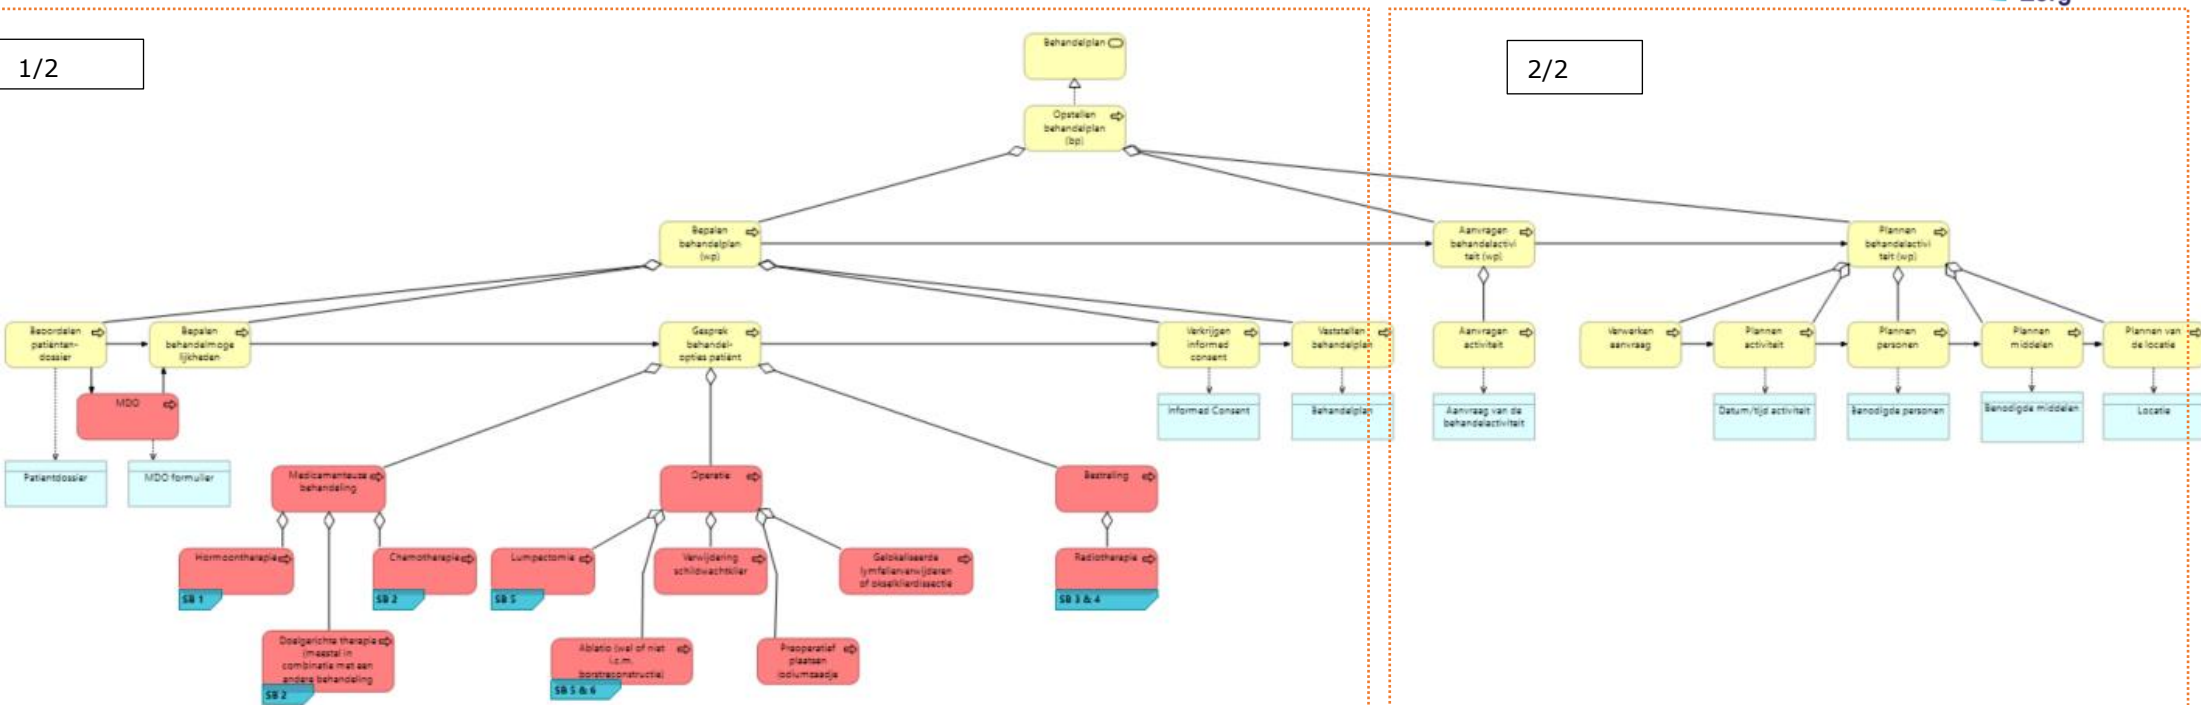 Zorg
1/2
2/2
Behandelplan
Opstellen
behandelplan
(bp)
Bepalen
behandelplan
(wp)
Aanvragen
behandelactivi
teit (wp)
Plannen
behandelactivi
teit (wp)
Beoordelen
patiënten-
dossier
Bepalen
behandelmoge
lijkheden
Gesprek
behandel-
opties patiënt
Verkrijgen
informed
consent
Vaststellen
behandelplan
Aanvragen
activiteit
Verwerken
aanvraag
Plannen
activiteit
Plannen
personen
Plannen
middelen
Plannen van
de locatie
MDO
Informed Consent
Behandelplan
Aanvraag van de
behandelactiviteit
Datum/tijd activiteit
Benodigde personen
Benodigde middelen
Locatie
Patientdossier
MDO formulier
Medicamenteuze
behandeling
Operatie
Bestraling
Hormoontherapie
SB 1
Chemotherapie
SB 2
Lumpectomie
SB 5
Verwijdering
schildwachtklier
Gelokaliseerde
lymfeklierverwijderen
of okselklierdissectie
Radiotherapie
SB 3 & 4
Doelgerichte therapie
(meestal in
combinatie met een
andere behandeling
SB 2
Ablatio (wel of niet
i.c.m.
borstreconstructie)
SB 5 & 6
Preoperatief
plaatsen
jodiumzaadje